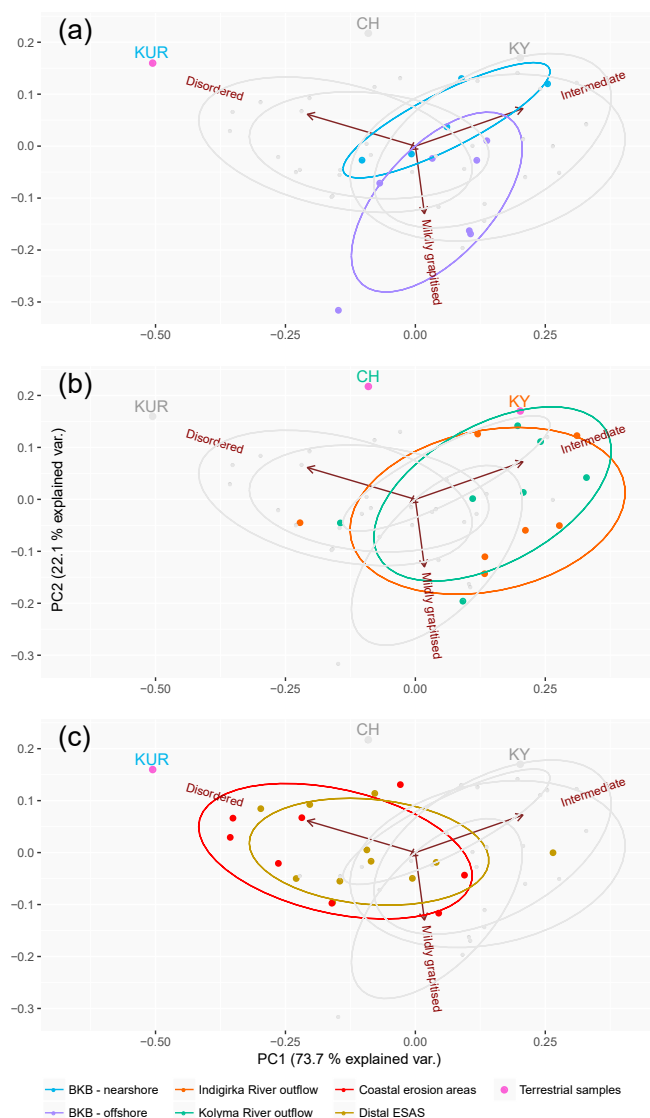 (a)
CH
KUR
KY
Disordered
Intermediate
Mildly grapitised
0.2
0.1
0.0
−0.1
−0.2
−0.3
−0.50
−0.25
0.00
0.25
(b)
CH
KUR
KY
Disordered
Intermediate
Mildly grapitised
0.2
0.1
0.0
−0.1
−0.2
−0.3
PC2 (22.1 % explained var.)
−0.50
−0.25
0.00
0.25
(c)
CH
KUR
KY
Disordered
Intermediate
Mildly grapitised
0.2
0.1
0.0
−0.1
−0.2
−0.3
−0.50
−0.25
0.00
0.25
PC1 (73.7 % explained var.)
BKB - nearshore
Indigirka River outflow
Coastal erosion areas
Terrestrial samples
BKB - offshore
Kolyma River outflow
Distal ESAS